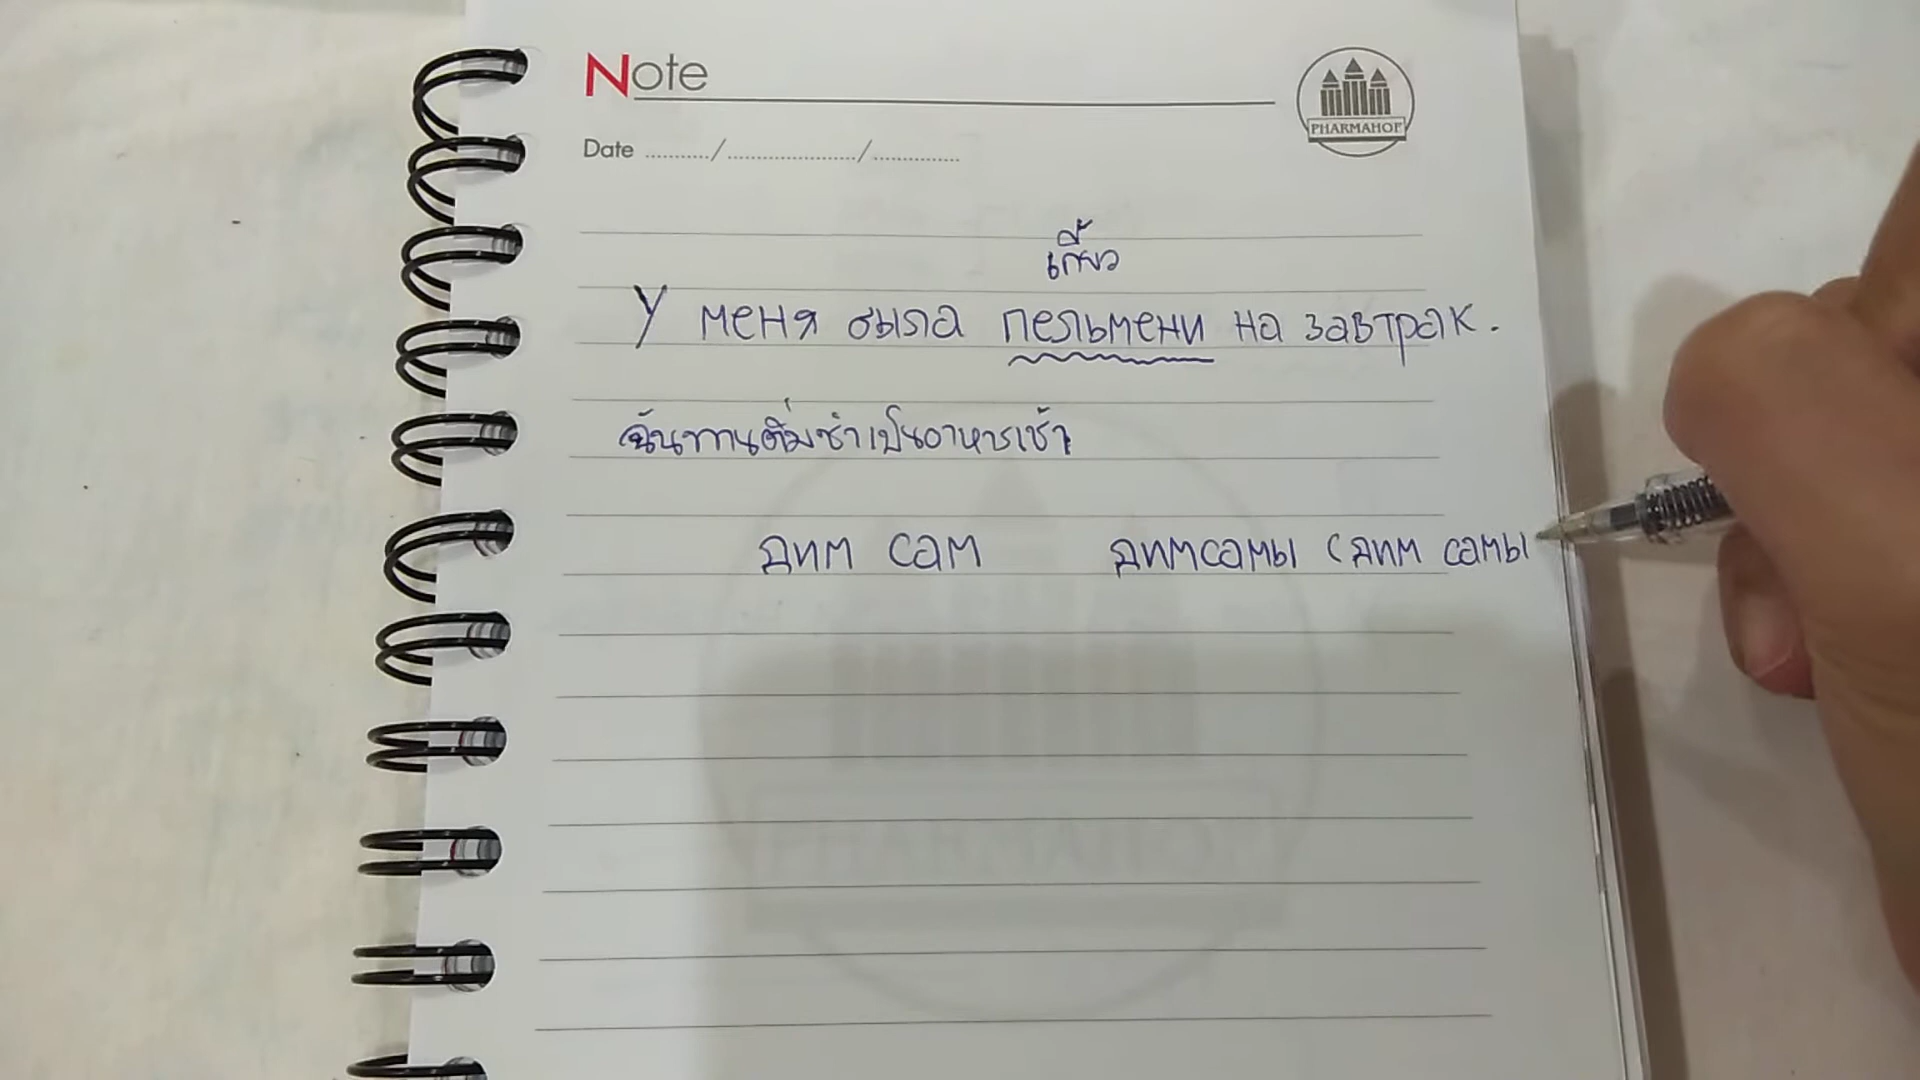 Note
PHARMAHOF
Date ........../...................../..............
เกี๊ยว
У меня была пельмени на завтрак.
ฉันทานติ่มซำเป็นอาหารเช้า
дим сам димсамы (дим самы